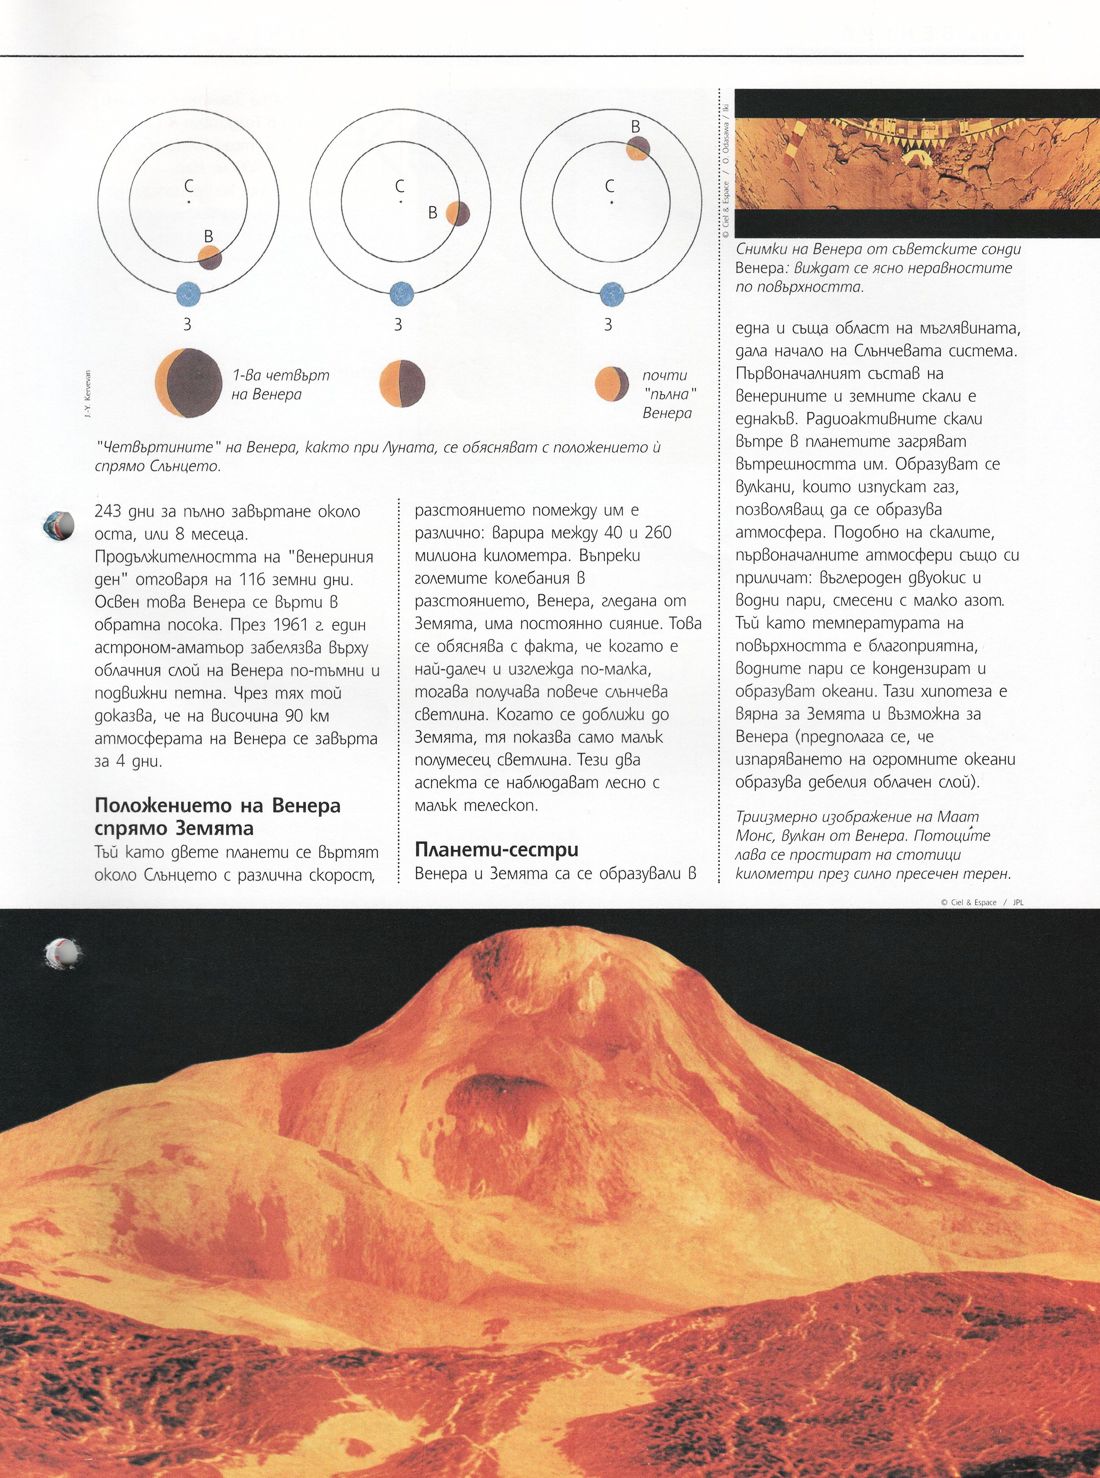 С
В
З
С
В
З
С
В
З
1-ва четвърт
на Венера
почти
"пълна"
Венера
J.-Y. Kervevan
"Четвъртините" на Венера, както при Луната, се обясняват с положението ѝ
спрямо Слънцето.
243 дни за пълно завъртане около
оста, или 8 месеца.
Продължителността на "венериния
ден" отговаря на 116 земни дни.
Освен това Венера се върти в
обратна посока. През 1961 г. един
астроном-аматьор забелязва върху
облачния слой на Венера по-тъмни и
подвижни петна. Чрез тях той
доказва, че на височина 90 км
атмосферата на Венера се завърта
за 4 дни.
Положението на Венера
спрямо Земята
Тъй като двете планети се въртят
около Слънцето с различна скорост,
разстоянието помежду им е
различно: варира между 40 и 260
милиона километра. Въпреки
големите колебания в
разстоянието, Венера, гледана от
Земята, има постоянно сияние. Това
се обяснява с факта, че когато е
най-далеч и изглежда по-малка,
тогава получава повече слънчева
светлина. Когато се доближи до
Земята, тя показва само малък
полумесец светлина. Тези два
аспекта се наблюдават лесно с
малък телескоп.
Планети-сестри
Венера и Земята са се образували в
© Ciel & Espace / O. Odasawa / Iki
Снимки на Венера от съветските сонди
Венера: виждат се ясно неравностите
по повърхността.
една и съща област на мъглявината,
дала начало на Слънчевата система.
Първоначалният състав на
венерините и земните скали е
еднакъв. Радиоактивните скали
вътре в планетите загряват
вътрешността им. Образуват се
вулкани, които изпускат газ,
позволяващ да се образува
атмосфера. Подобно на скалите,
първоначалните атмосфери също си
приличат: въглероден двуокис и
водни пари, смесени с малко азот.
Тъй като температурата на
повърхността е благоприятна,
водните пари се кондензират и
образуват океани. Тази хипотеза е
вярна за Земята и възможна за
Венера (предполага се, че
изпаряването на огромните океани
образува дебелия облачен слой).
Триизмерно изображение на Маат
Монс, вулкан от Венера. Потоците
лава се простират на стотици
километри през силно пресечен терен.
© Ciel & Espace / JPL